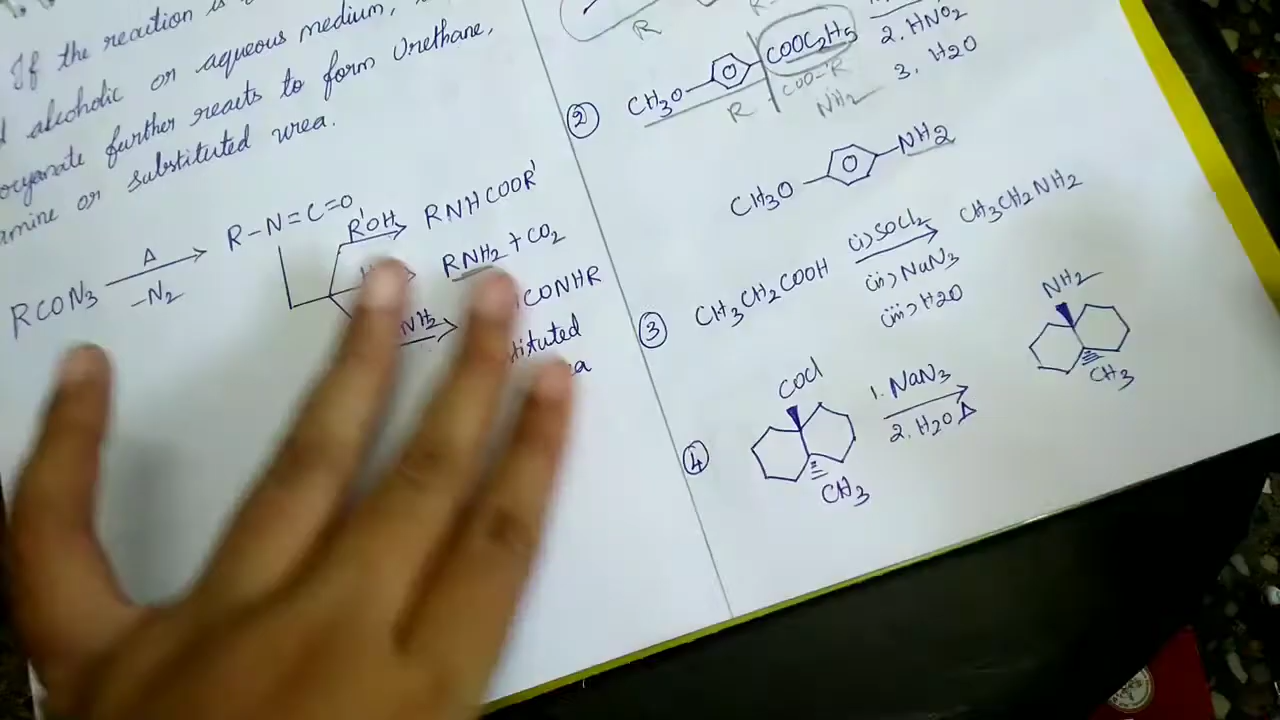 If the reaction is
alcoholic or aqueous medium,
further reacts to form Urethane,
amine or substituted urea.
RCON3 Δ -N2 R-N=C=O
R'OH RNHCOOR'
RNH2 + CO2
NH2 CONHR
R
② CH3O COOC2H5
2. HNO2
3. H2O
R COO-'R
NH2
CH3O NH2
③ CH3CH2COOH (i) SOCl2 CH3CH2NH2
(ii) NaN3
(iii) H2O
④ COCl 1. NaN3 NH2
2. H2O Δ
CH3 CH3